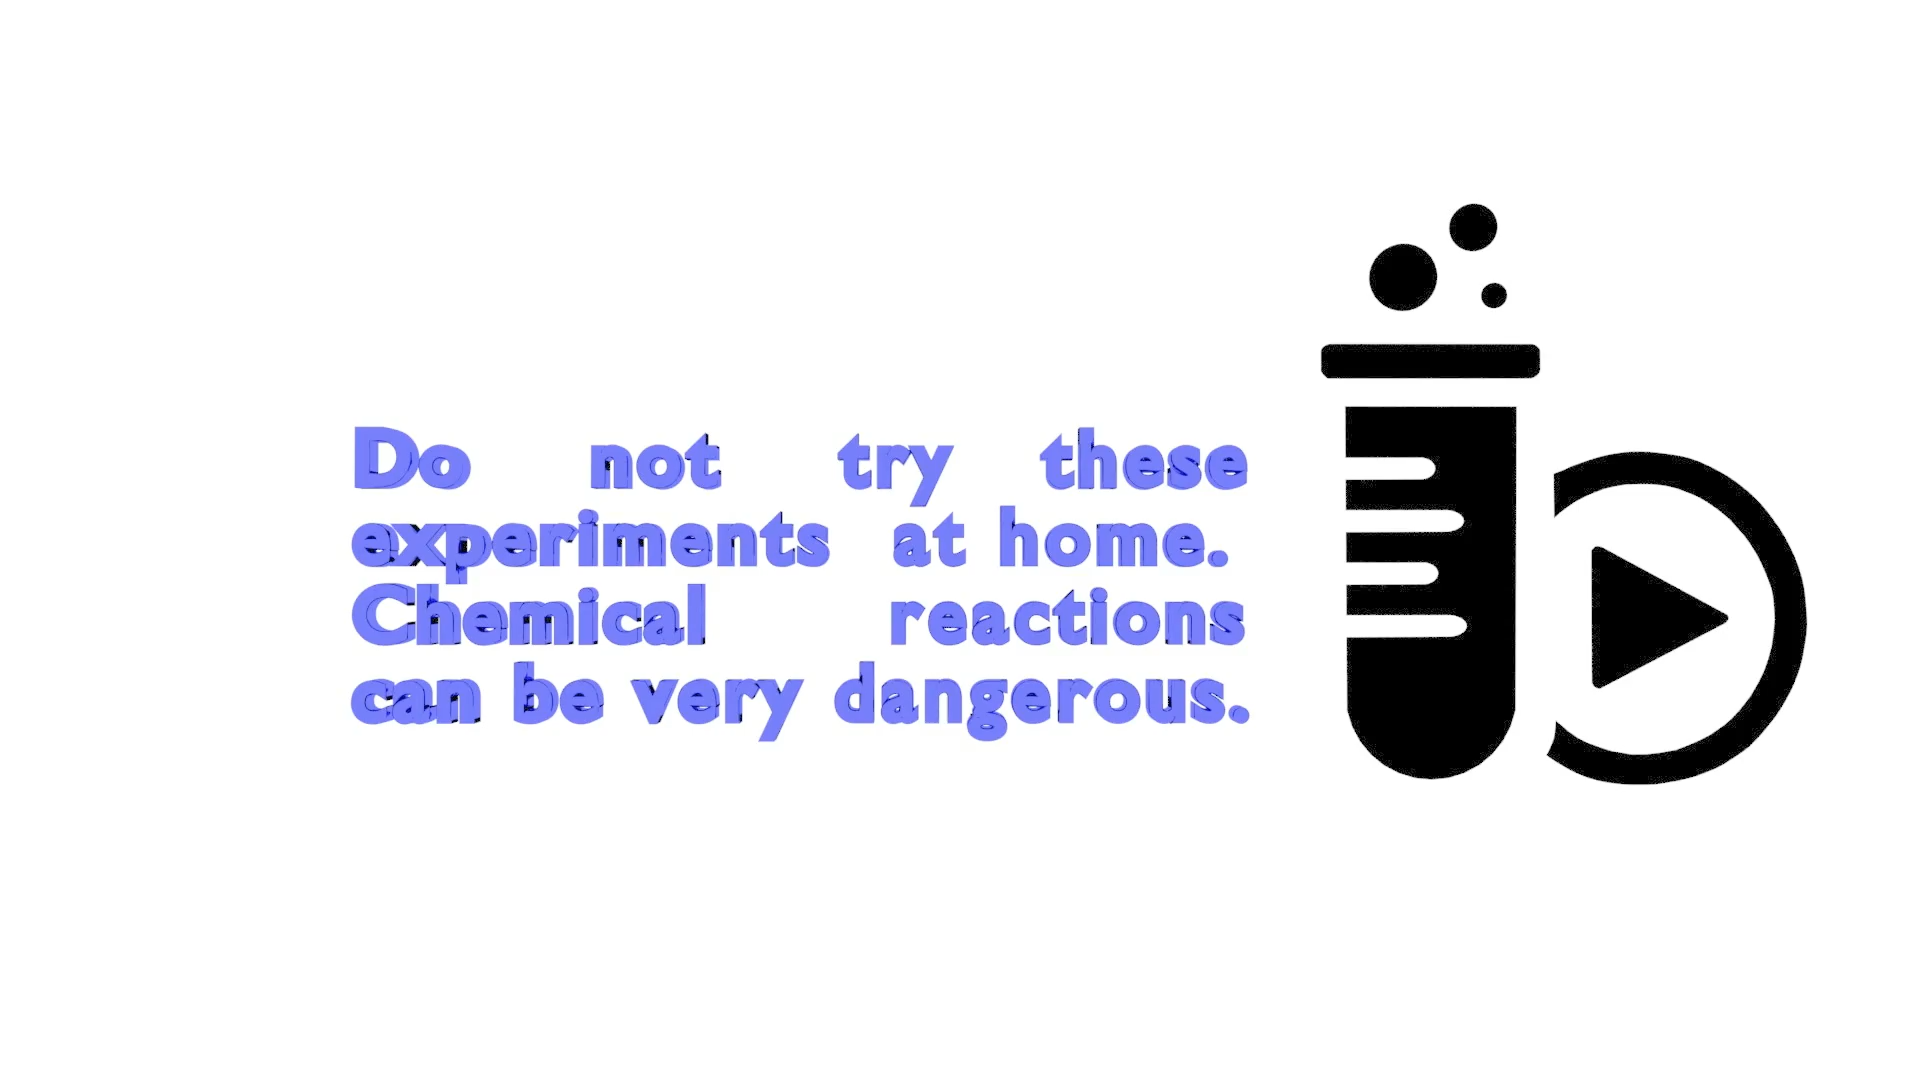 Do not try these
experiments at home.
Chemical reactions
can be very dangerous.